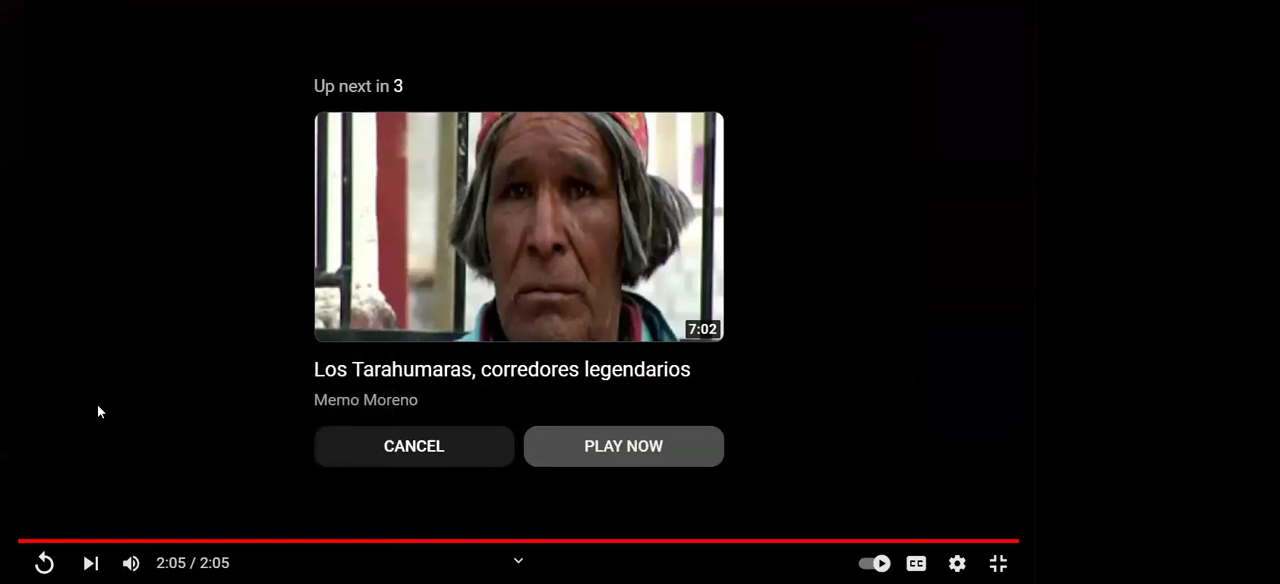 Up next in 3
7:02
Los Tarahumaras, corredores legendarios
Memo Moreno
CANCEL
PLAY NOW
2:05 / 2:05
CC